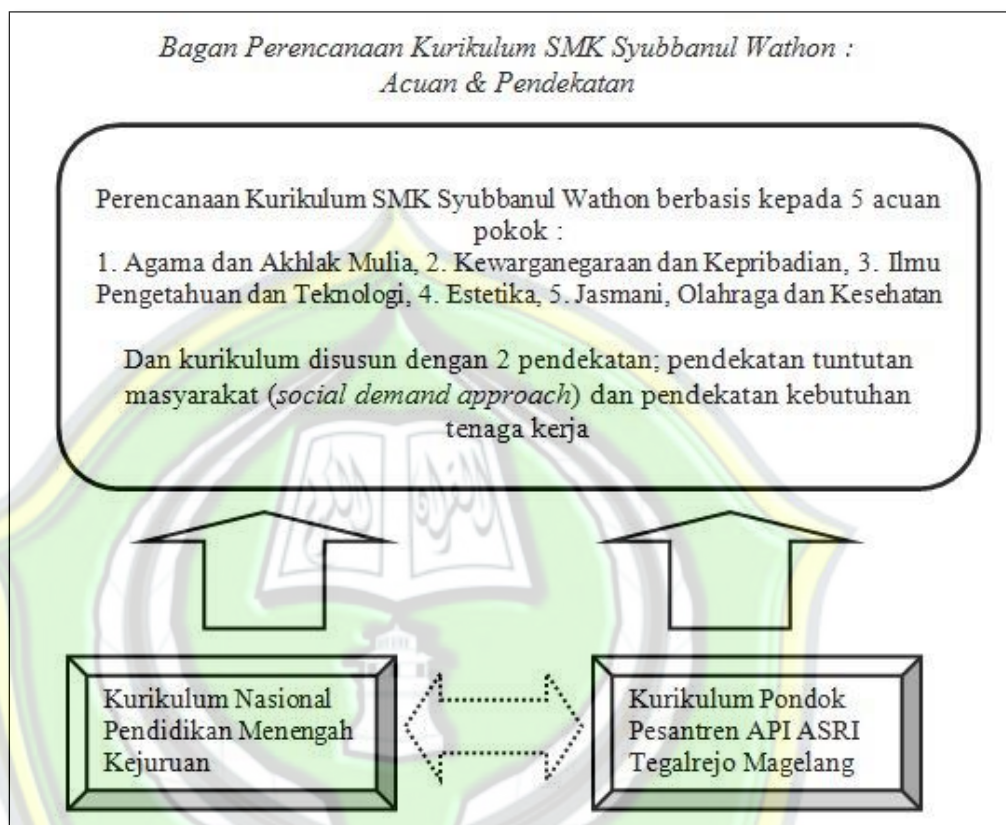 Bagan Perencanaan Kurikulum SMK Syubbanul Wathon :
Acuan & Pendekatan
Perencanaan Kurikulum SMK Syubbanul Wathon berbasis kepada 5 acuan
pokok :
1. Agama dan Akhlak Mulia, 2. Kewarganegaraan dan Kepribadian, 3. Ilmu
Pengetahuan dan Teknologi, 4. Estetika, 5. Jasmani, Olahraga dan Kesehatan
Dan kurikulum disusun dengan 2 pendekatan; pendekatan tuntutan
masyarakat (social demand approach) dan pendekatan kebutuhan
tenaga kerja
Kurikulum Nasional
Pendidikan Menengah
Kejuruan
Kurikulum Pondok
Pesantren API ASRI
Tegalrejo Magelang